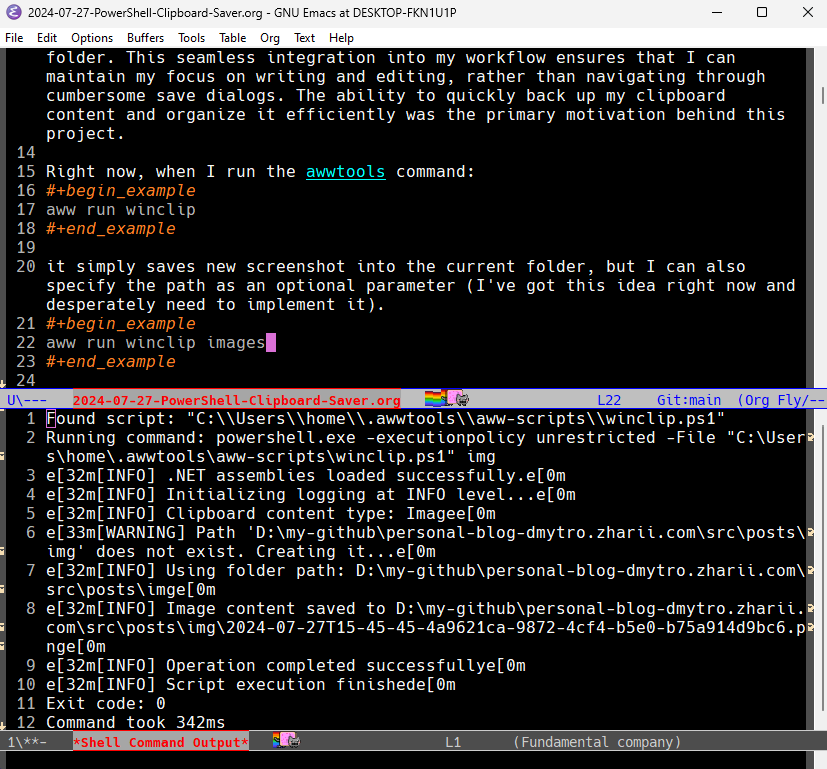 2024-07-27-PowerShell-Clipboard-Saver.org - GNU Emacs at DESKTOP-FKN1U1P
File Edit Options Buffers Tools Table Org Text Help
folder. This seamless integration into my workflow ensures that I can
maintain my focus on writing and editing, rather than navigating through
cumbersome save dialogs. The ability to quickly back up my clipboard
content and organize it efficiently was the primary motivation behind this
project.
14
15 Right now, when I run the awwtools command:
16 #+begin_example
17 aww run winclip
18 #+end_example
19
20 it simply saves new screenshot into the current folder, but I can also
specify the path as an optional parameter (I've got this idea right now and
desperately need to implement it).
21 #+begin_example
22 aww run winclip images
23 #+end_example
24
U\--- 2024-07-27-PowerShell-Clipboard-Saver.org L22 Git:main (Org Fly/--
1 Found script: "C:\\Users\\home\\.awwtools\\aww-scripts\\winclip.ps1"
2 Running command: powershell.exe -executionpolicy unrestricted -File "C:\User
s\home\.awwtools\aww-scripts\winclip.ps1" img
3 e[32m[INFO] .NET assemblies loaded successfully.e[0m
4 e[32m[INFO] Initializing logging at INFO level...e[0m
5 e[32m[INFO] Clipboard content type: Imagee[0m
6 e[33m[WARNING] Path 'D:\my-github\personal-blog-dmytro.zharii.com\src\posts\
img' does not exist. Creating it...e[0m
7 e[32m[INFO] Using folder path: D:\my-github\personal-blog-dmytro.zharii.com\
src\posts\imge[0m
8 e[32m[INFO] Image content saved to D:\my-github\personal-blog-dmytro.zharii.
com\src\posts\img\2024-07-27T15-45-45-4a9621ca-9872-4cf4-b5e0-b75a914d9bc6.p
nge[0m
9 e[32m[INFO] Operation completed successfullye[0m
10 e[32m[INFO] Script execution finishede[0m
11 Exit code: 0
12 Command took 342ms
1\**- *Shell Command Output* L1 (Fundamental company)